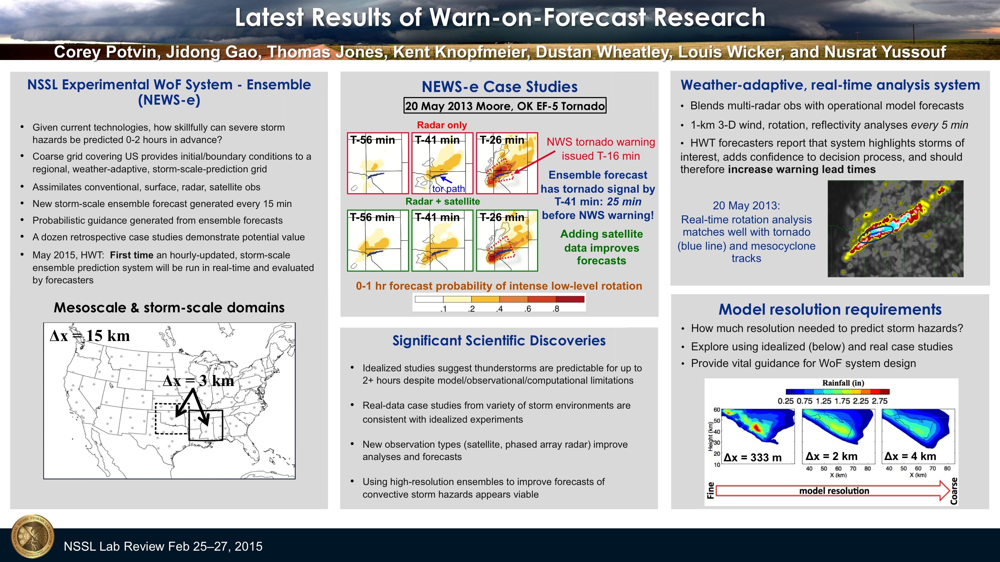 Latest Results of Warn-on-Forecast Research
Corey Potvin, Jidong Gao, Thomas Jones, Kent Knopfmeier, Dustan Wheatley, Louis Wicker, and Nusrat Yussouf
NSSL Experimental WoF System - Ensemble
(NEWS-e)
• Given current technologies, how skillfully can severe storm
hazards be predicted 0-2 hours in advance?
• Coarse grid covering US provides initial/boundary conditions to a
regional, weather-adaptive, storm-scale-prediction grid
• Assimilates conventional, surface, radar, satellite obs
• New storm-scale ensemble forecast generated every 15 min
• Probabilistic guidance generated from ensemble forecasts
• A dozen retrospective case studies demonstrate potential value
• May 2015, HWT: First time an hourly-updated, storm-scale
ensemble prediction system will be run in real-time and evaluated
by forecasters
Mesoscale & storm-scale domains
Δx = 15 km
Δx = 3 km
NEWS-e Case Studies
20 May 2013 Moore, OK EF-5 Tornado
Radar only
T-56 min
T-41 min
T-26 min
tor path
NWS tornado warning
issued T-16 min
Ensemble forecast
has tornado signal by
T-41 min: 25 min
before NWS warning!
Radar + satellite
T-56 min
T-41 min
T-26 min
Adding satellite
data improves
forecasts
0-1 hr forecast probability of intense low-level rotation
.1 .2 .4 .6 .8
Significant Scientific Discoveries
• Idealized studies suggest thunderstorms are predictable for up to
2+ hours despite model/observational/computational limitations
• Real-data case studies from variety of storm environments are
consistent with idealized experiments
• New observation types (satellite, phased array radar) improve
analyses and forecasts
• Using high-resolution ensembles to improve forecasts of
convective storm hazards appears viable
Weather-adaptive, real-time analysis system
• Blends multi-radar obs with operational model forecasts
• 1-km 3-D wind, rotation, reflectivity analyses every 5 min
• HWT forecasters report that system highlights storms of
interest, adds confidence to decision process, and should
therefore increase warning lead times
20 May 2013:
Real-time rotation analysis
matches well with tornado
(blue line) and mesocyclone
tracks
Model resolution requirements
• How much resolution needed to predict storm hazards?
• Explore using idealized (below) and real case studies
• Provide vital guidance for WoF system design
Rainfall (in)
0.25 0.75 1.25 1.75 2.25 2.75
Height (km)
60
50
40
30
20
10
Δx = 333 m
Δx = 2 km
Δx = 4 km
40 50 60 70 80
X (km)
40 50 60 70 80
X (km)
Fine
model resolution
Coarse
NATIONAL SEVERE STORMS LABORATORY
NSSL Lab Review Feb 25–27, 2015